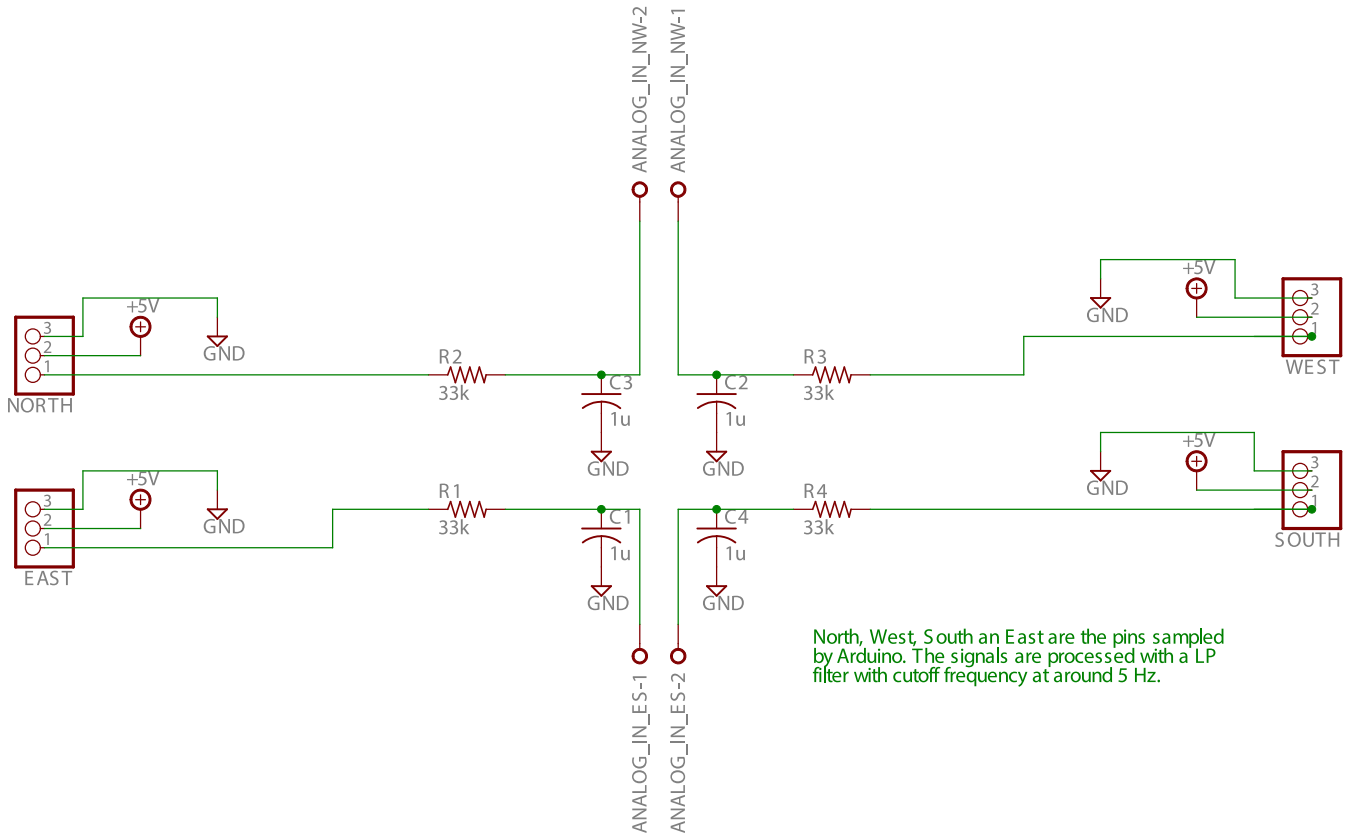 ANALOG_IN_NW-2
ANALOG_IN_NW-1
+5V
3
2
1
GND
NORTH
R2
33k
C3
1u
GND
C2
1u
GND
R3
33k
GND
+5V
3
2
1
WEST
+5V
3
2
1
GND
EAST
R1
33k
C1
1u
GND
C4
1u
GND
R4
33k
GND
+5V
3
2
1
SOUTH
ANALOG_IN_ES-1
ANALOG_IN_ES-2
North, West, South an East are the pins sampled
by Arduino. The signals are processed with a LP
filter with cutoff frequency at around 5 Hz.